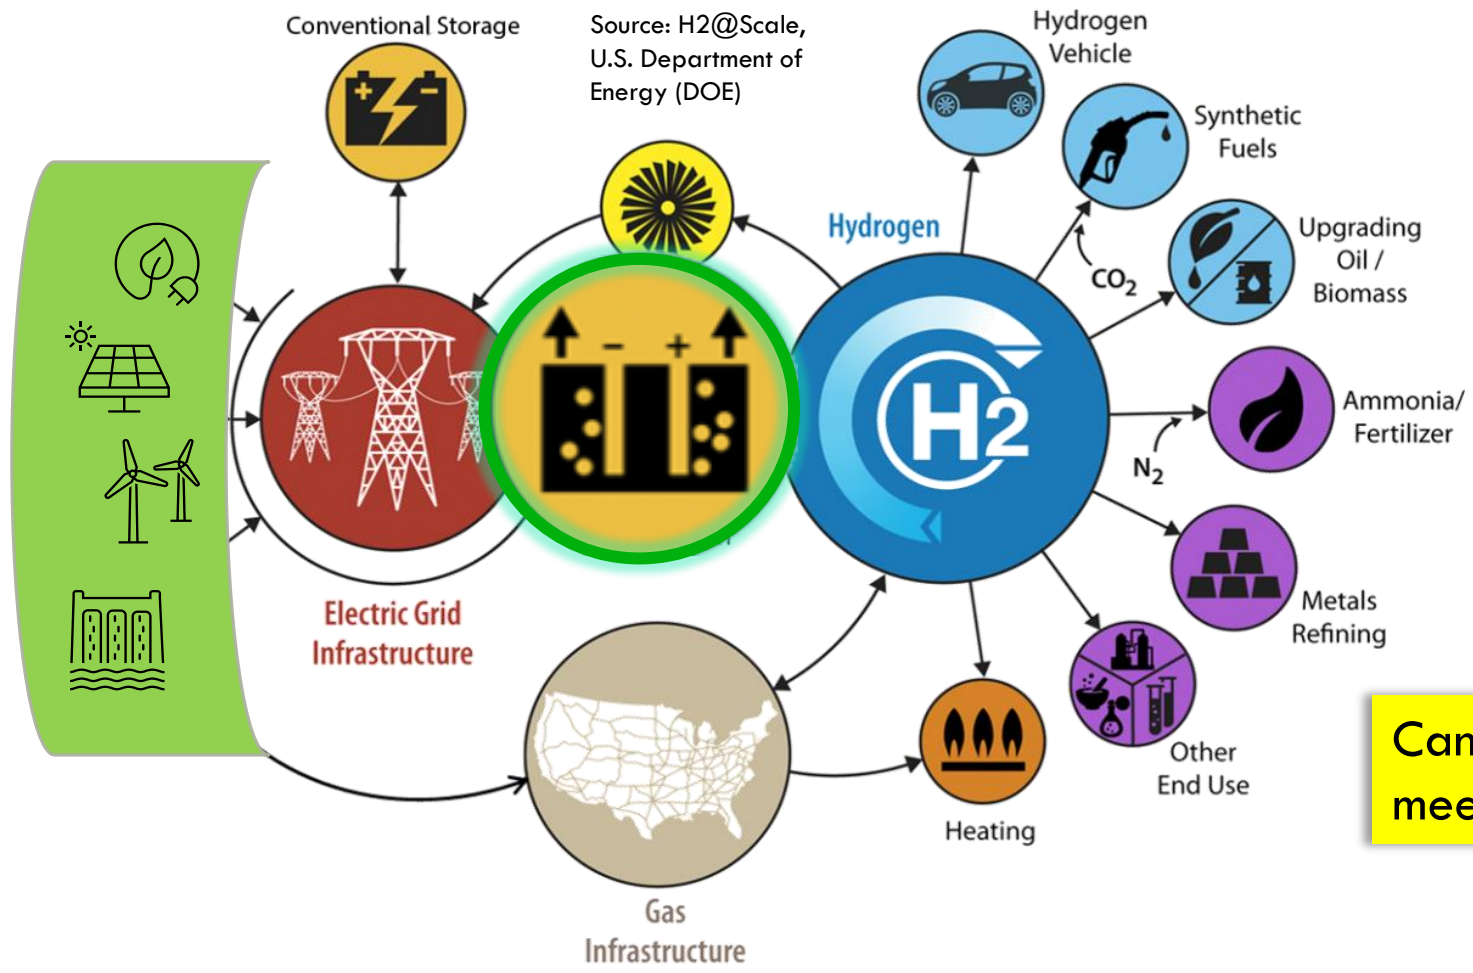 Conventional Storage
Source: H2@Scale,
U.S. Department of
Energy (DOE)
Hydrogen
Vehicle
Synthetic
Fuels
Hydrogen
Upgrading
Oil /
Biomass
CO₂
H2
Ammonia/
Fertilizer
N₂
Metals
Refining
Electric Grid
Infrastructure
Other
End Use
Heating
Gas
Infrastructure
Can